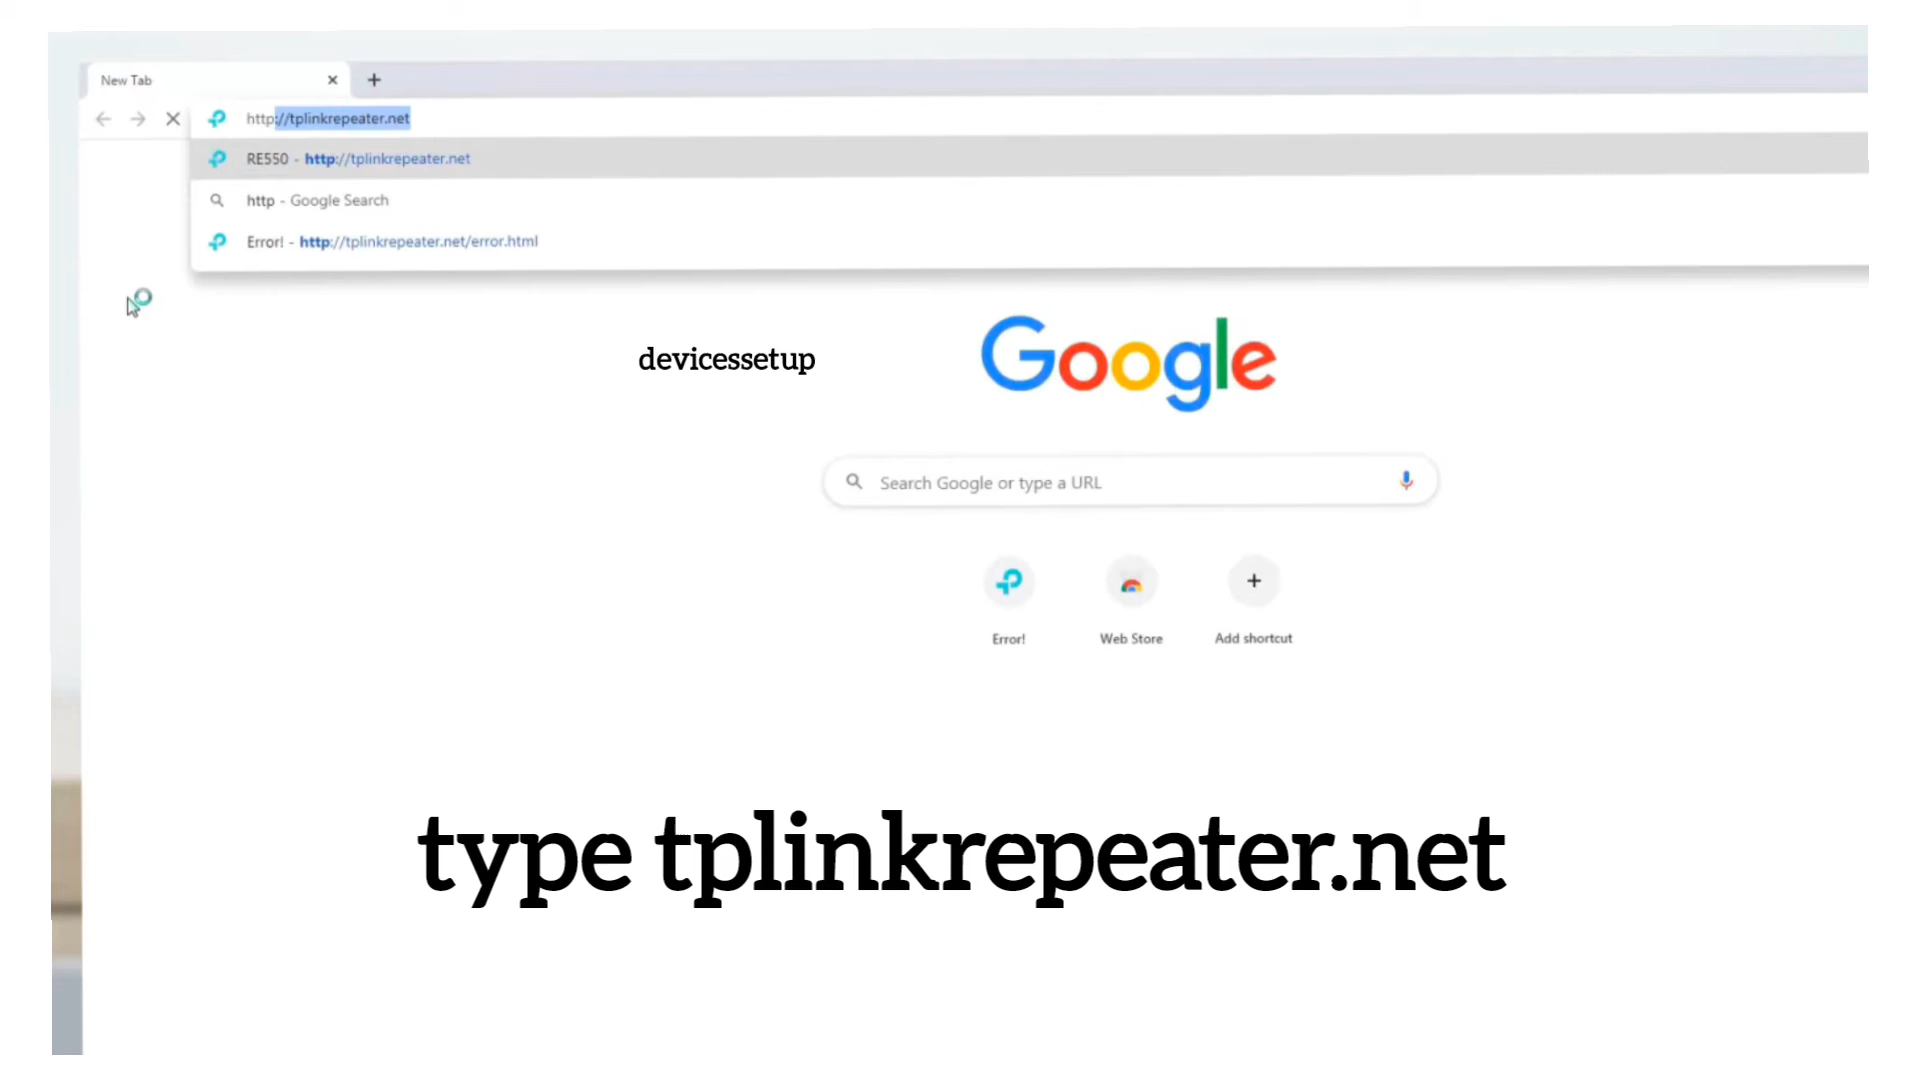 New Tab
http://tplinkrepeater.net
RE550 - http://tplinkrepeater.net
http - Google Search
Error! - http://tplinkrepeater.net/error.html
devicessetup
Google
Search Google or type a URL
Error!
Web Store
Add shortcut
type tplinkrepeater.net